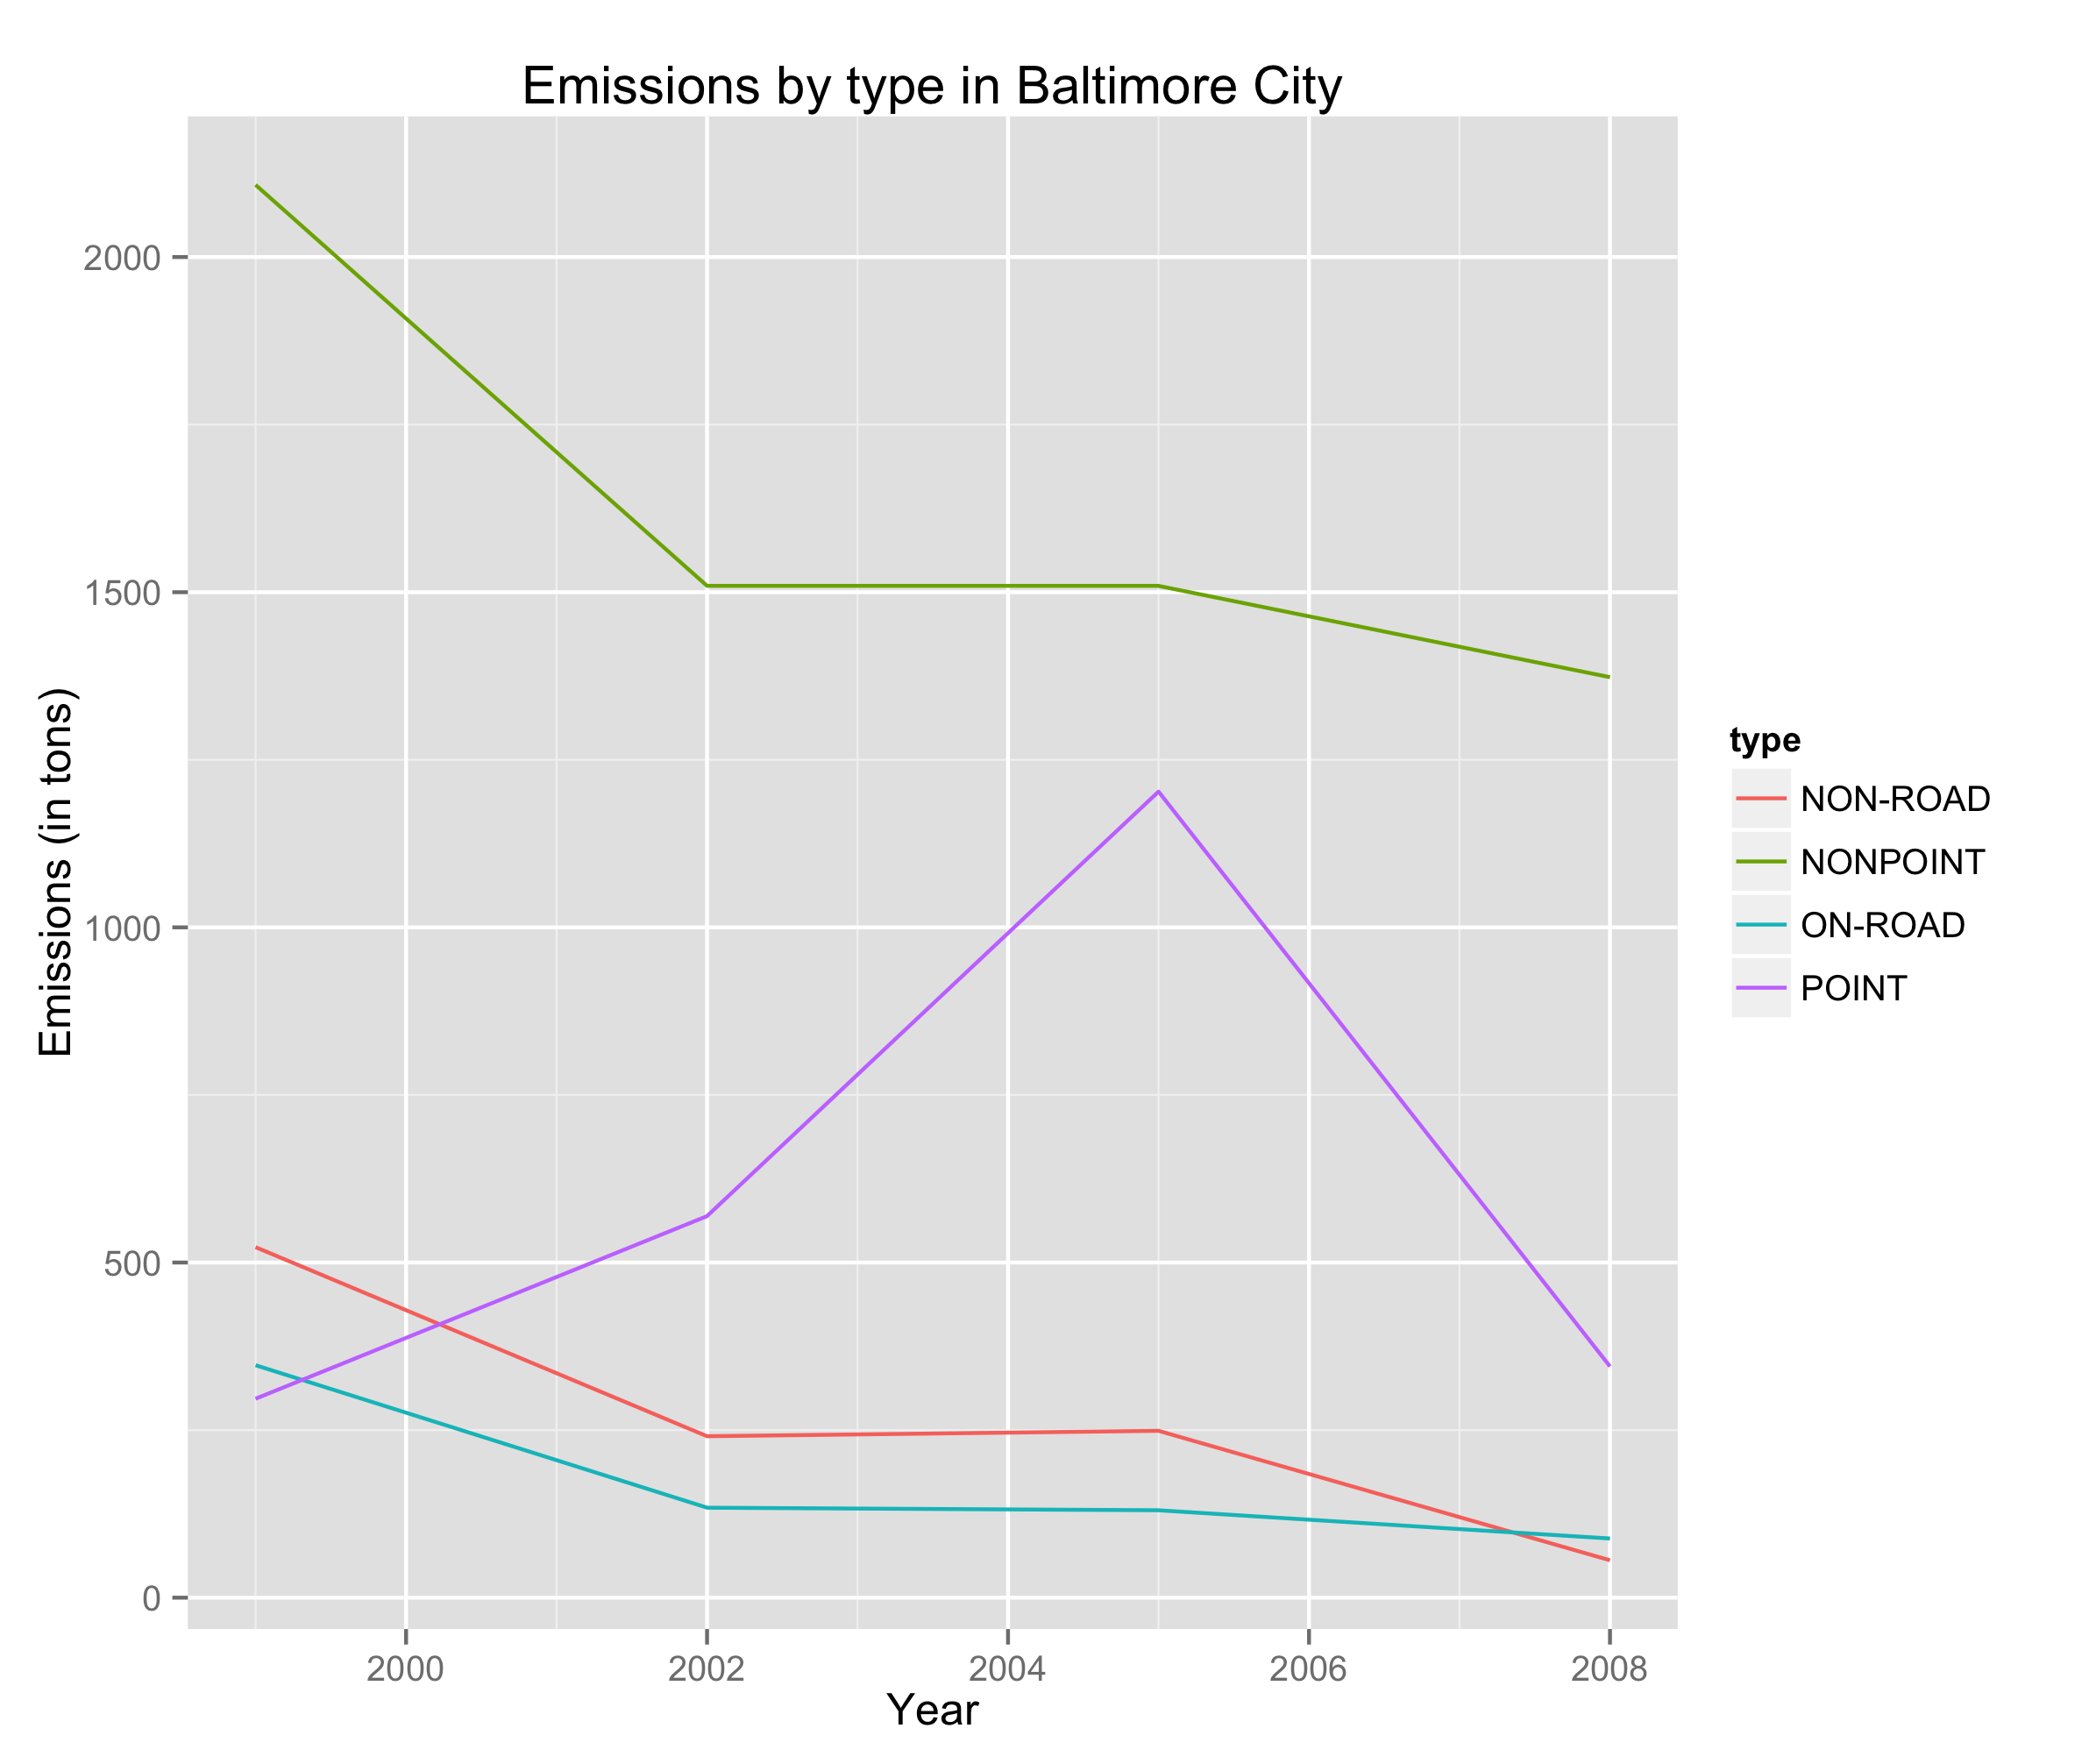 Emissions by type in Baltimore City
Emissions (in tons)
2000
1500
1000
500
0
2000 2002 2004 2006 2008
Year
type
NON-ROAD
NONPOINT
ON-ROAD
POINT